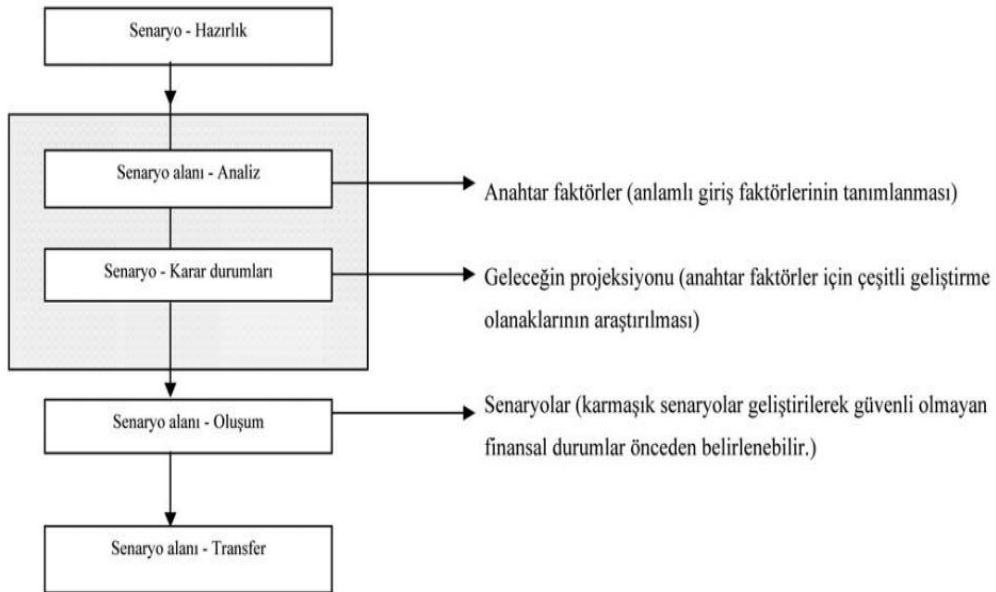 Senaryo - Hazırlık
Senaryo alanı - Analiz
Anahtar faktörler (anlamlı giriş faktörlerinin tanımlanması)
Senaryo - Karar durumları
Geleceğin projeksiyonu (anahtar faktörler için çeşitli geliştirme
olanaklarının araştırılması)
Senaryo alanı - Oluşum
Senaryolar (karmaşık senaryolar geliştirilerek güvenli olmayan
finansal durumlar önceden belirlenebilir.)
Senaryo alanı - Transfer